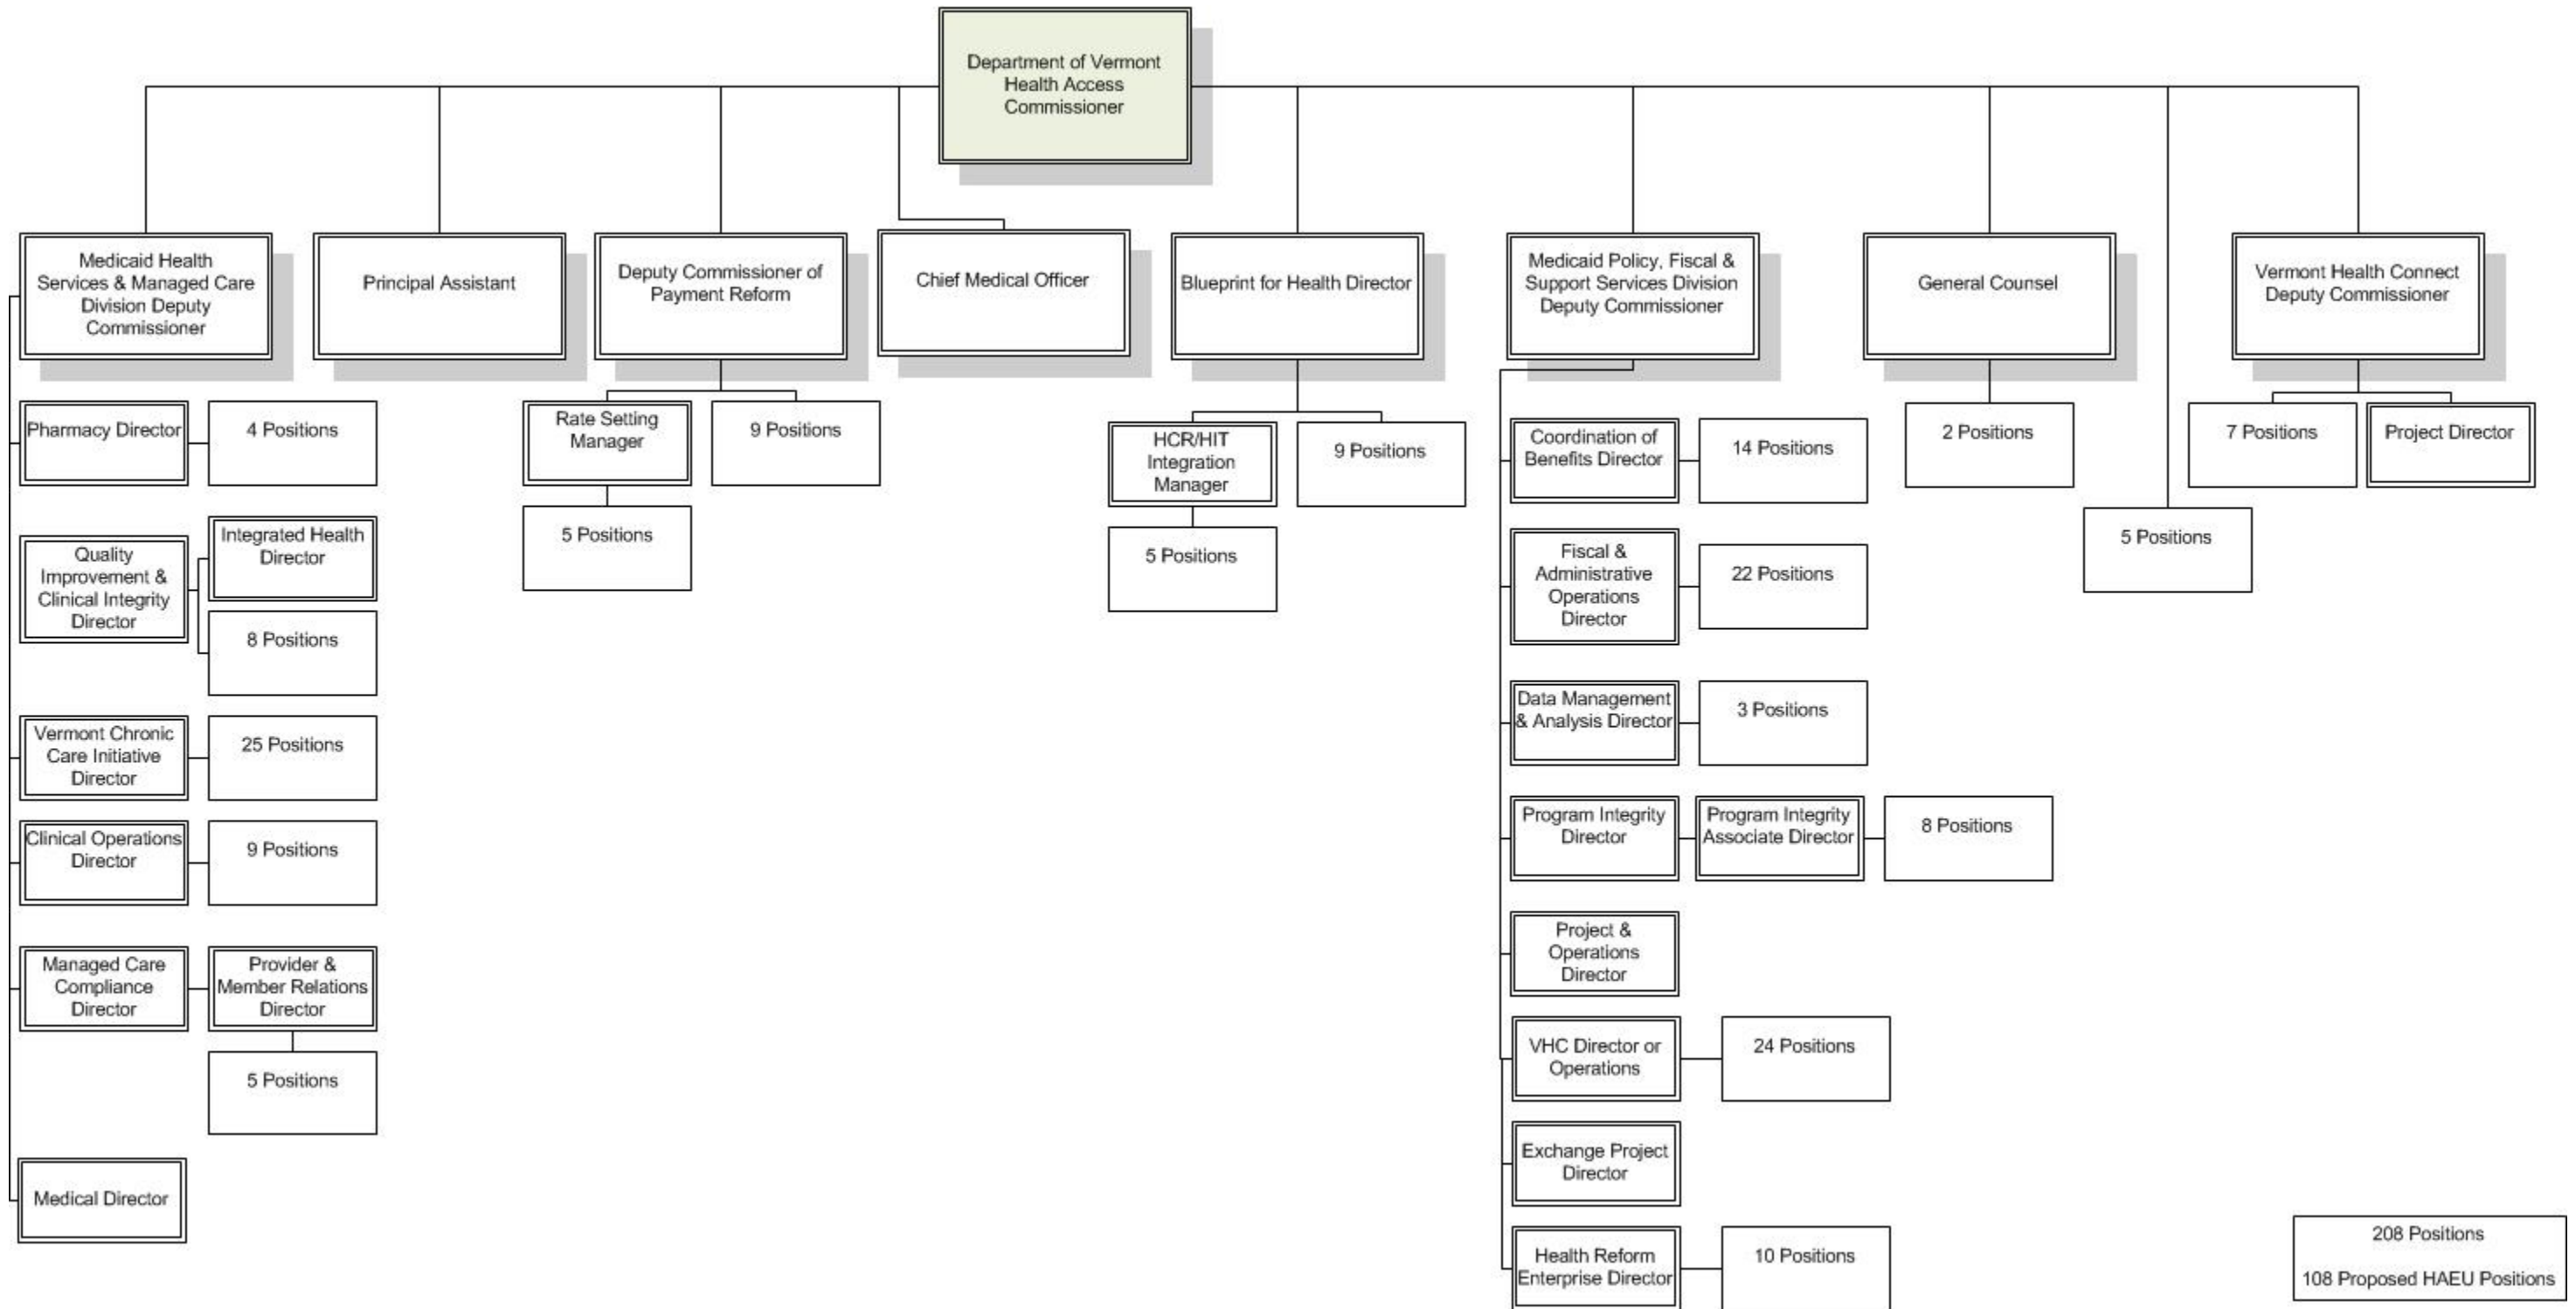 Department of Vermont
Health Access
Commissioner
Medicaid Health
Services & Managed Care
Division Deputy
Commissioner
Principal Assistant
Deputy Commissioner of
Payment Reform
Chief Medical Officer
Blueprint for Health Director
Medicaid Policy, Fiscal &
Support Services Division
Deputy Commissioner
General Counsel
Vermont Health Connect
Deputy Commissioner
Pharmacy Director
4 Positions
Quality
Improvement &
Clinical Integrity
Director
Integrated Health
Director
8 Positions
Vermont Chronic
Care Initiative
Director
25 Positions
Clinical Operations
Director
9 Positions
Managed Care
Compliance
Director
Provider &
Member Relations
Director
5 Positions
Medical Director
Rate Setting
Manager
9 Positions
5 Positions
HCR/HIT
Integration
Manager
9 Positions
5 Positions
Coordination of
Benefits Director
14 Positions
Fiscal &
Administrative
Operations
Director
22 Positions
Data Management
& Analysis Director
3 Positions
Program Integrity
Director
Program Integrity
Associate Director
8 Positions
Project &
Operations
Director
VHC Director or
Operations
24 Positions
Exchange Project
Director
Health Reform
Enterprise Director
10 Positions
2 Positions
5 Positions
7 Positions
Project Director
208 Positions
108 Proposed HAEU Positions